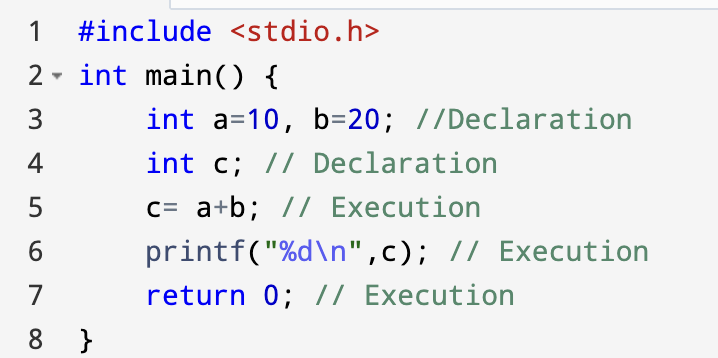 1 #include <stdio.h>
2 int main() {
3 int a=10, b=20; //Declaration
4 int c; // Declaration
5 c= a+b; // Execution
6 printf("%d\n",c); // Execution
7 return 0; // Execution
8 }